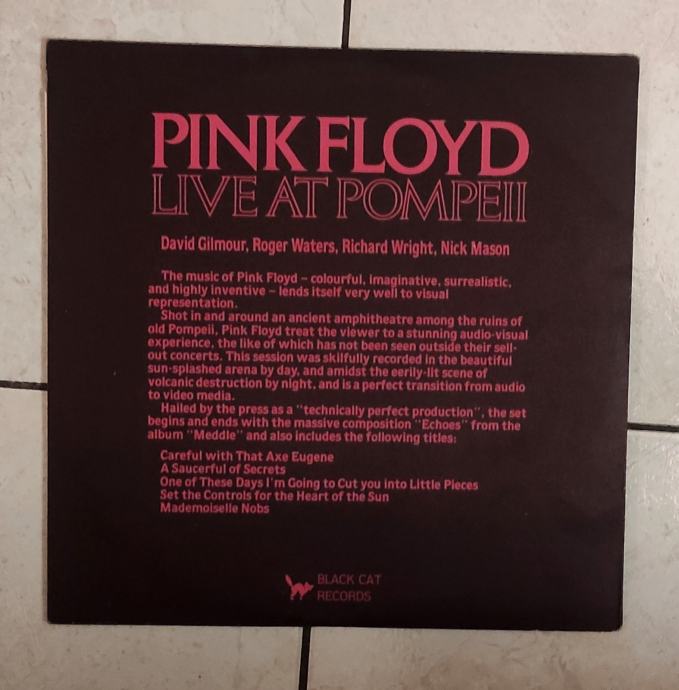 PINK FLOYD
LIVE AT POMPEII
David Gilmour, Roger Waters, Richard Wright, Nick Mason
The music of Pink Floyd – colourful, imaginative, surrealistic,
and highly inventive – lends itself very well to visual
representation.
Shot in and around an ancient amphitheatre among the ruins of
old Pompeii, Pink Floyd treat the viewer to a stunning audio-visual
experience, the like of which has not been seen outside their sell-
out concerts. This session was skilfully recorded in the beautiful
sun-splashed arena by day, and amidst the eerily-lit scene of
volcanic destruction by night, and is a perfect transition from audio
to video media.
Hailed by the press as a "technically perfect production", the set
begins and ends with the massive composition "Echoes" from the
album "Meddle" and also includes the following titles:
Careful with That Axe Eugene
A Saucerful of Secrets
One of These Days I'm Going to Cut you into Little Pieces
Set the Controls for the Heart of the Sun
Mademoiselle Nobs
BLACK CAT
RECORDS